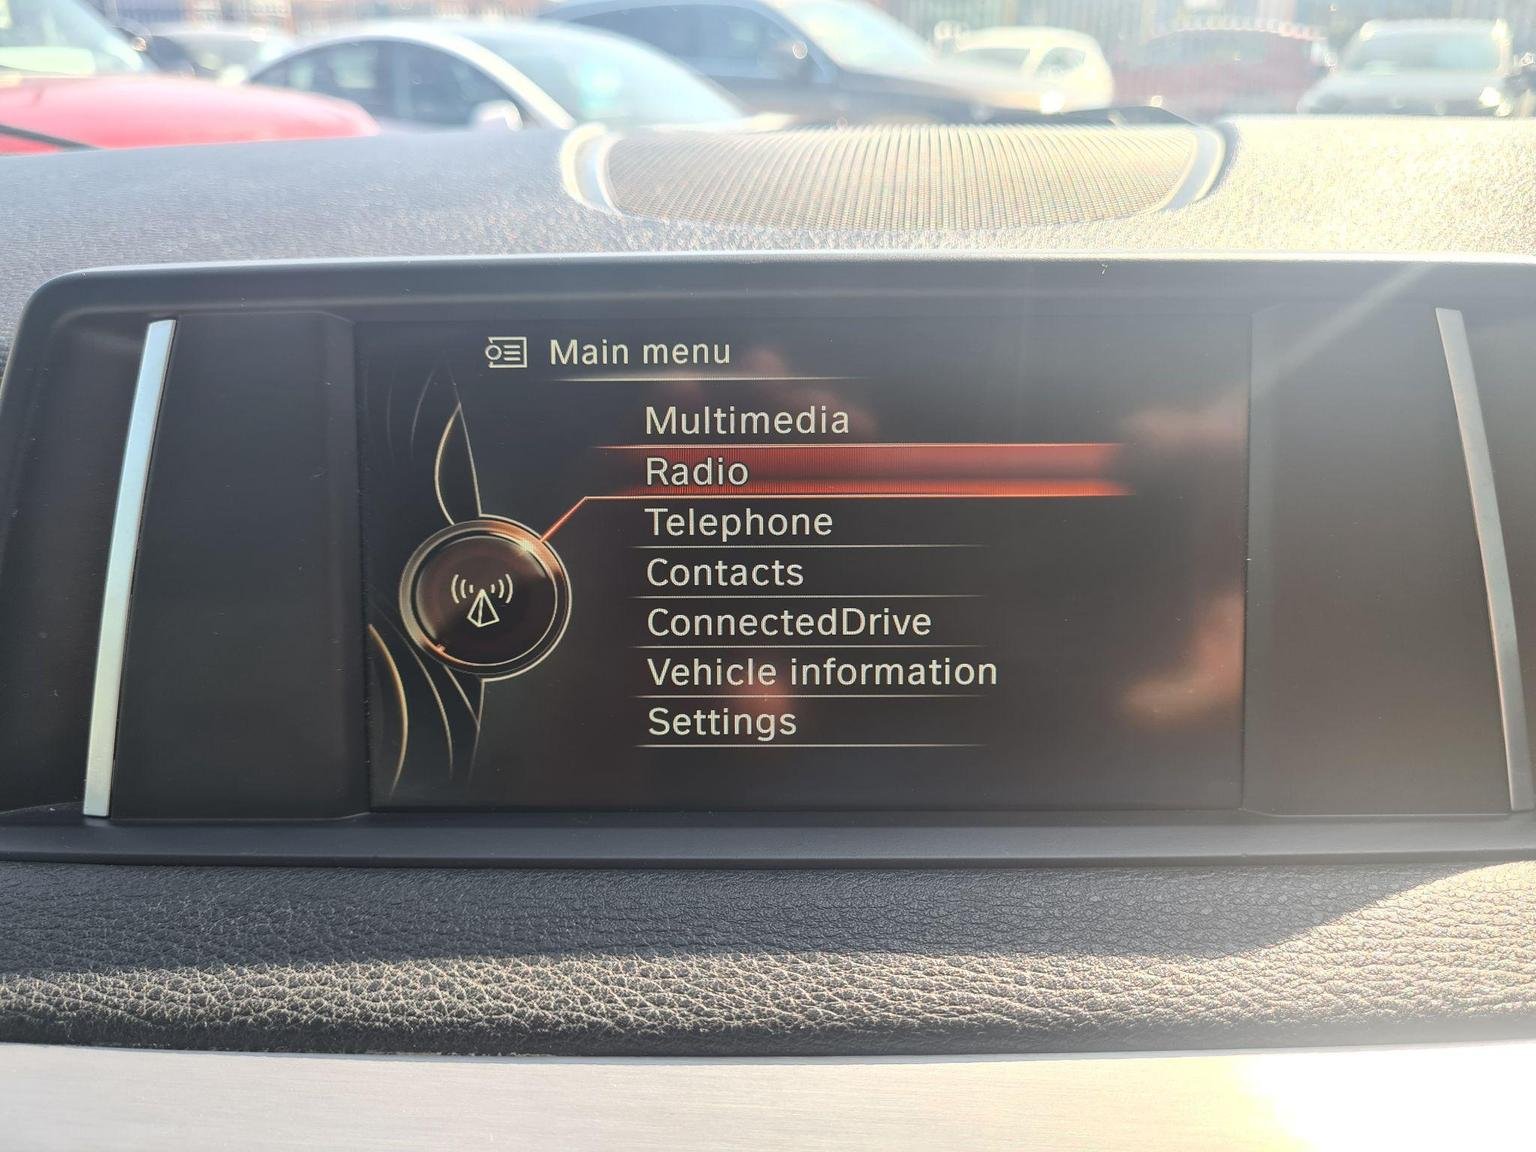 Main menu
Multimedia
Radio
Telephone
Contacts
ConnectedDrive
Vehicle information
Settings